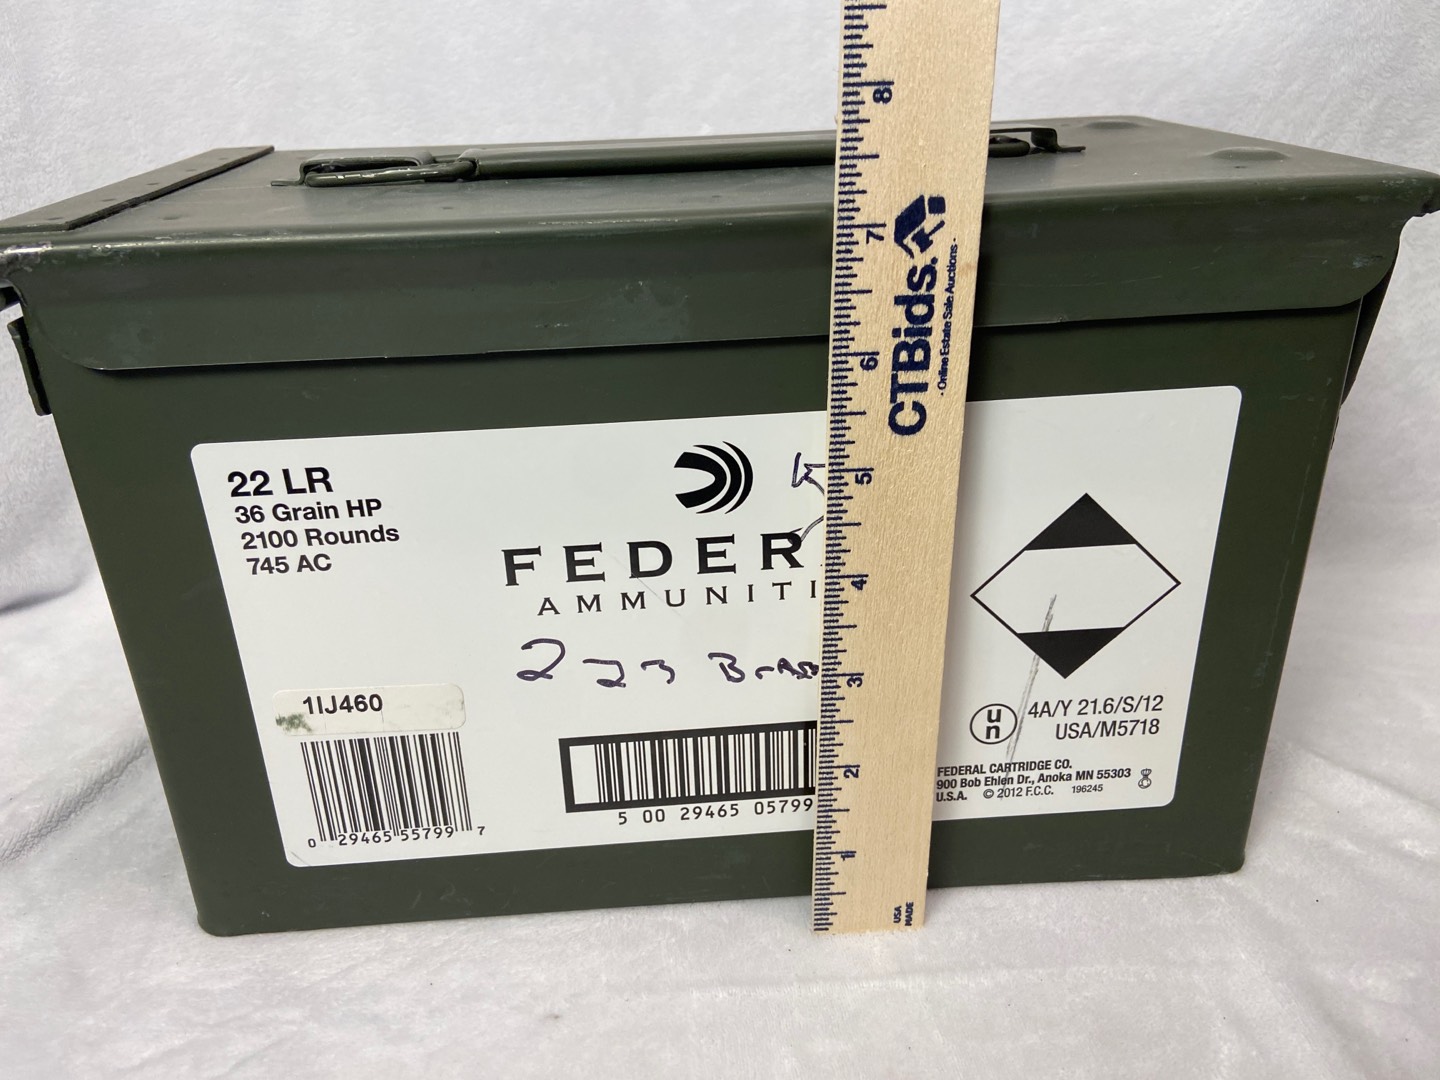 22 LR
36 Grain HP
2100 Rounds
745 AC
FEDER
AMMUNITI
223 Brass
1IJ460
0 29465 55799 7
5 00 29465 05799
4A/Y 21.6/S/12
USA/M5718
un
FEDERAL CARTRIDGE CO.
900 Bob Ehlen Dr., Anoka MN 55303
U.S.A. © 2012 F.C.C. 196245
8
7
6
5
4
3
2
1
CTBids.
- Online Estate Sale Auctions -
USA
MADE